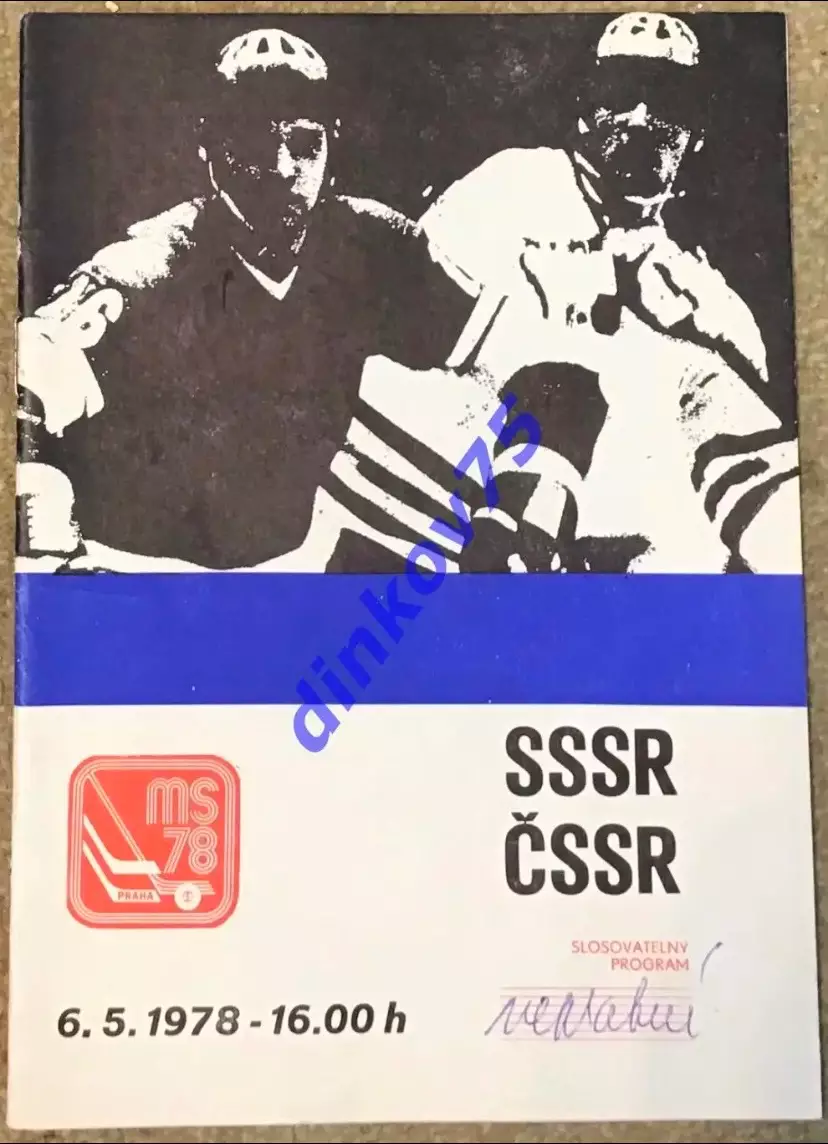 dinkov75
SSSR
ČSSR
ms
78
PRAHA
SLOSOVATELNÝ
PROGRAM
6. 5. 1978 - 16.00 h